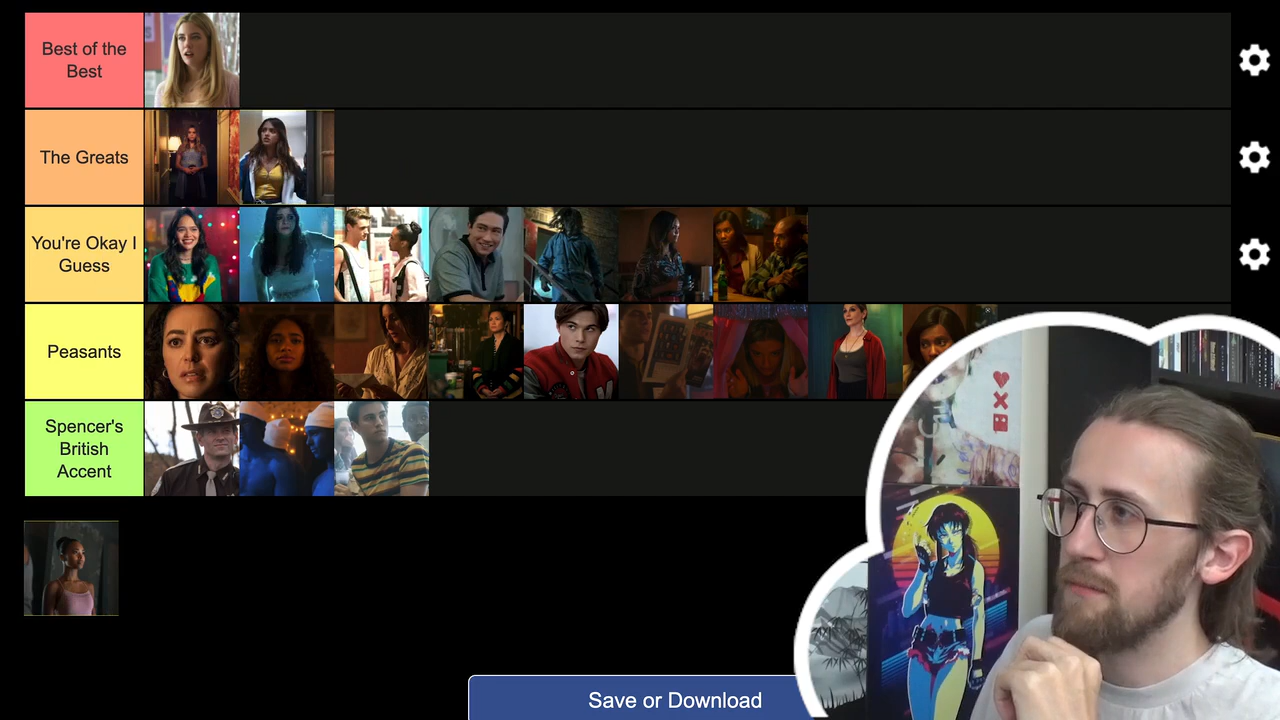 Best of the
Best
The Greats
You're Okay I
Guess
Peasants
Spencer's
British
Accent
Save or Download